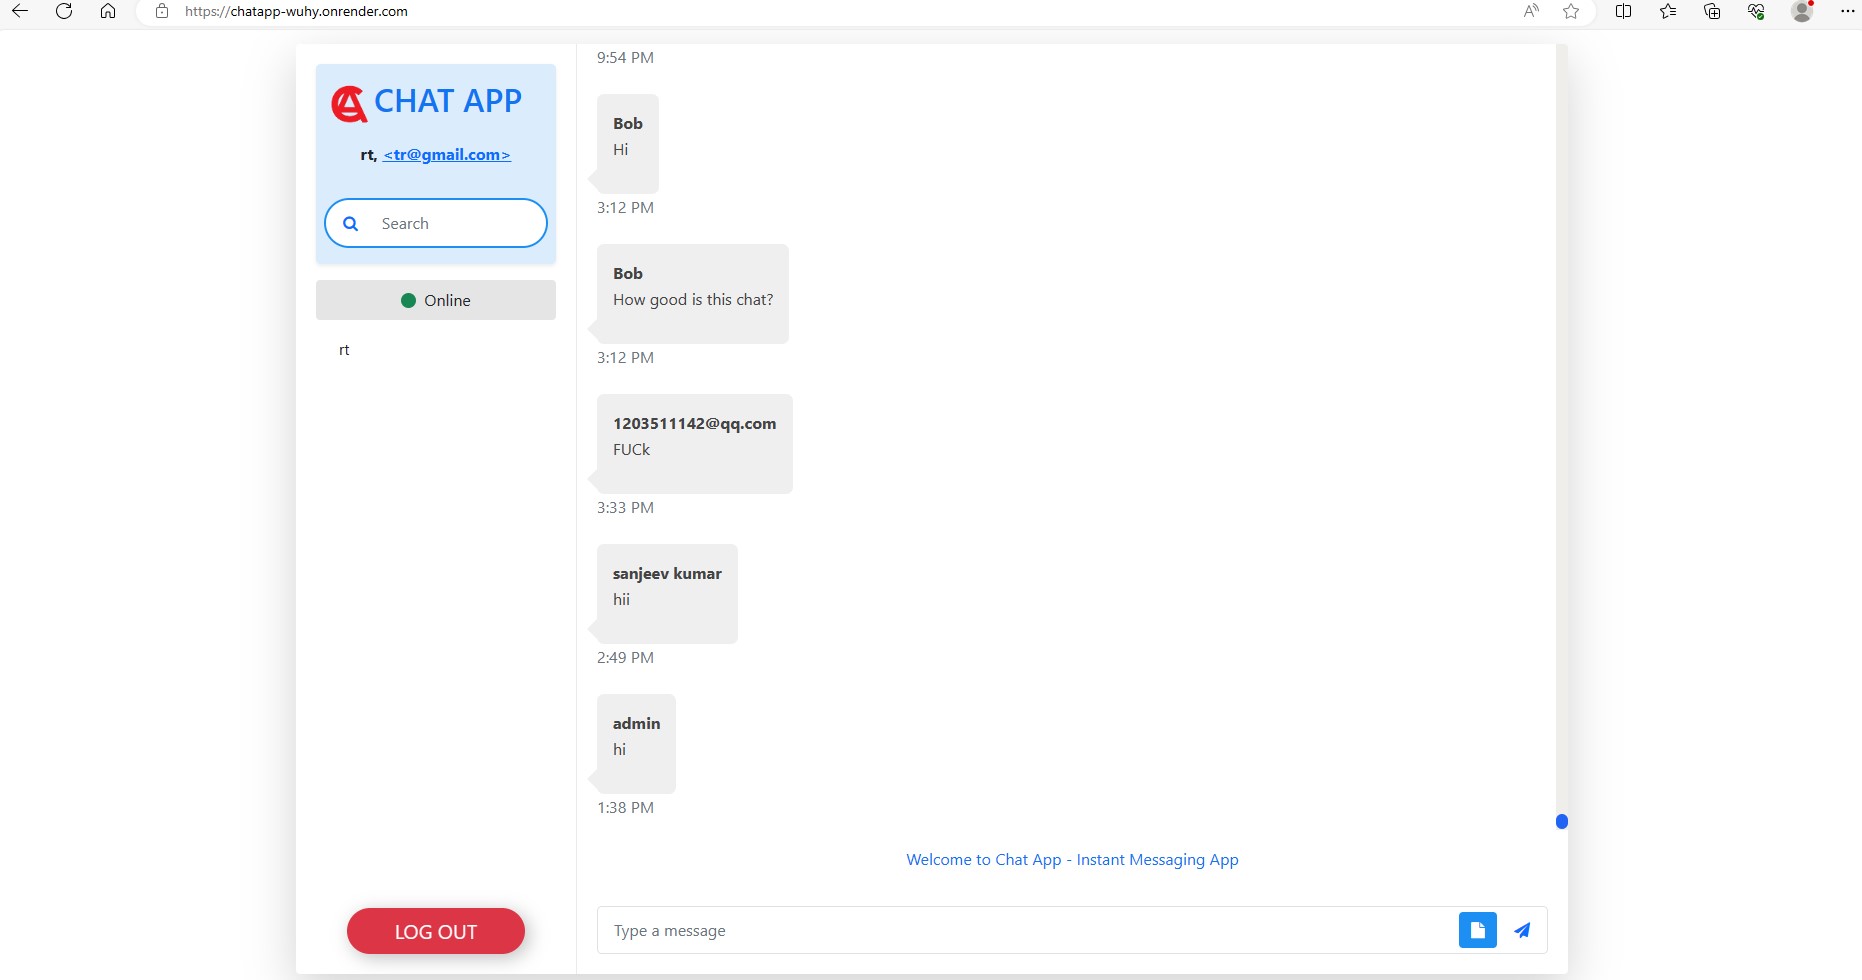 https://chatapp-wuhy.onrender.com
CHAT APP
rt, <tr@gmail.com>
Search
Online
rt
9:54 PM
Bob
Hi
3:12 PM
Bob
How good is this chat?
3:12 PM
1203511142@qq.com
FUCk
3:33 PM
sanjeev kumar
hii
2:49 PM
admin
hi
1:38 PM
Welcome to Chat App - Instant Messaging App
Type a message
LOG OUT